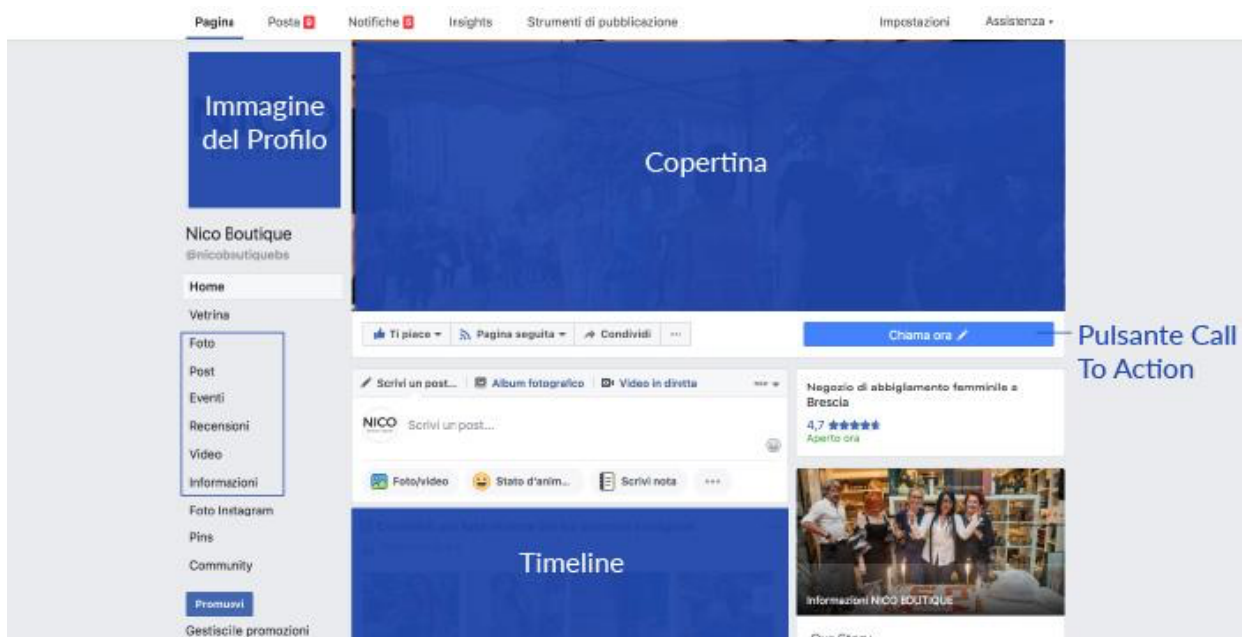 Pagina Posta Notifiche Insights Strumenti di pubblicazione Impostazioni Assistenza
Immagine
del Profilo
Copertina
Nico Boutique
@nicoboutiquebs
Home
Vetrina
Foto
Post
Eventi
Recensioni
Video
Informazioni
Foto Instagram
Pins
Community
Promuovi
Gestisci le promozioni
Ti piace Pagina seguita Condividi ...
Chiama ora
Pulsante Call
To Action
Scrivi un post... Album fotografico Video in diretta
NICO Scrivi un post...
Foto/video Stato d'anim... Scrivi nota ...
Timeline
Negozio di abbigliamento femminile a
Brescia
4,7
Aperto ora
Informazioni NICO BOUTIQUE
Our Story